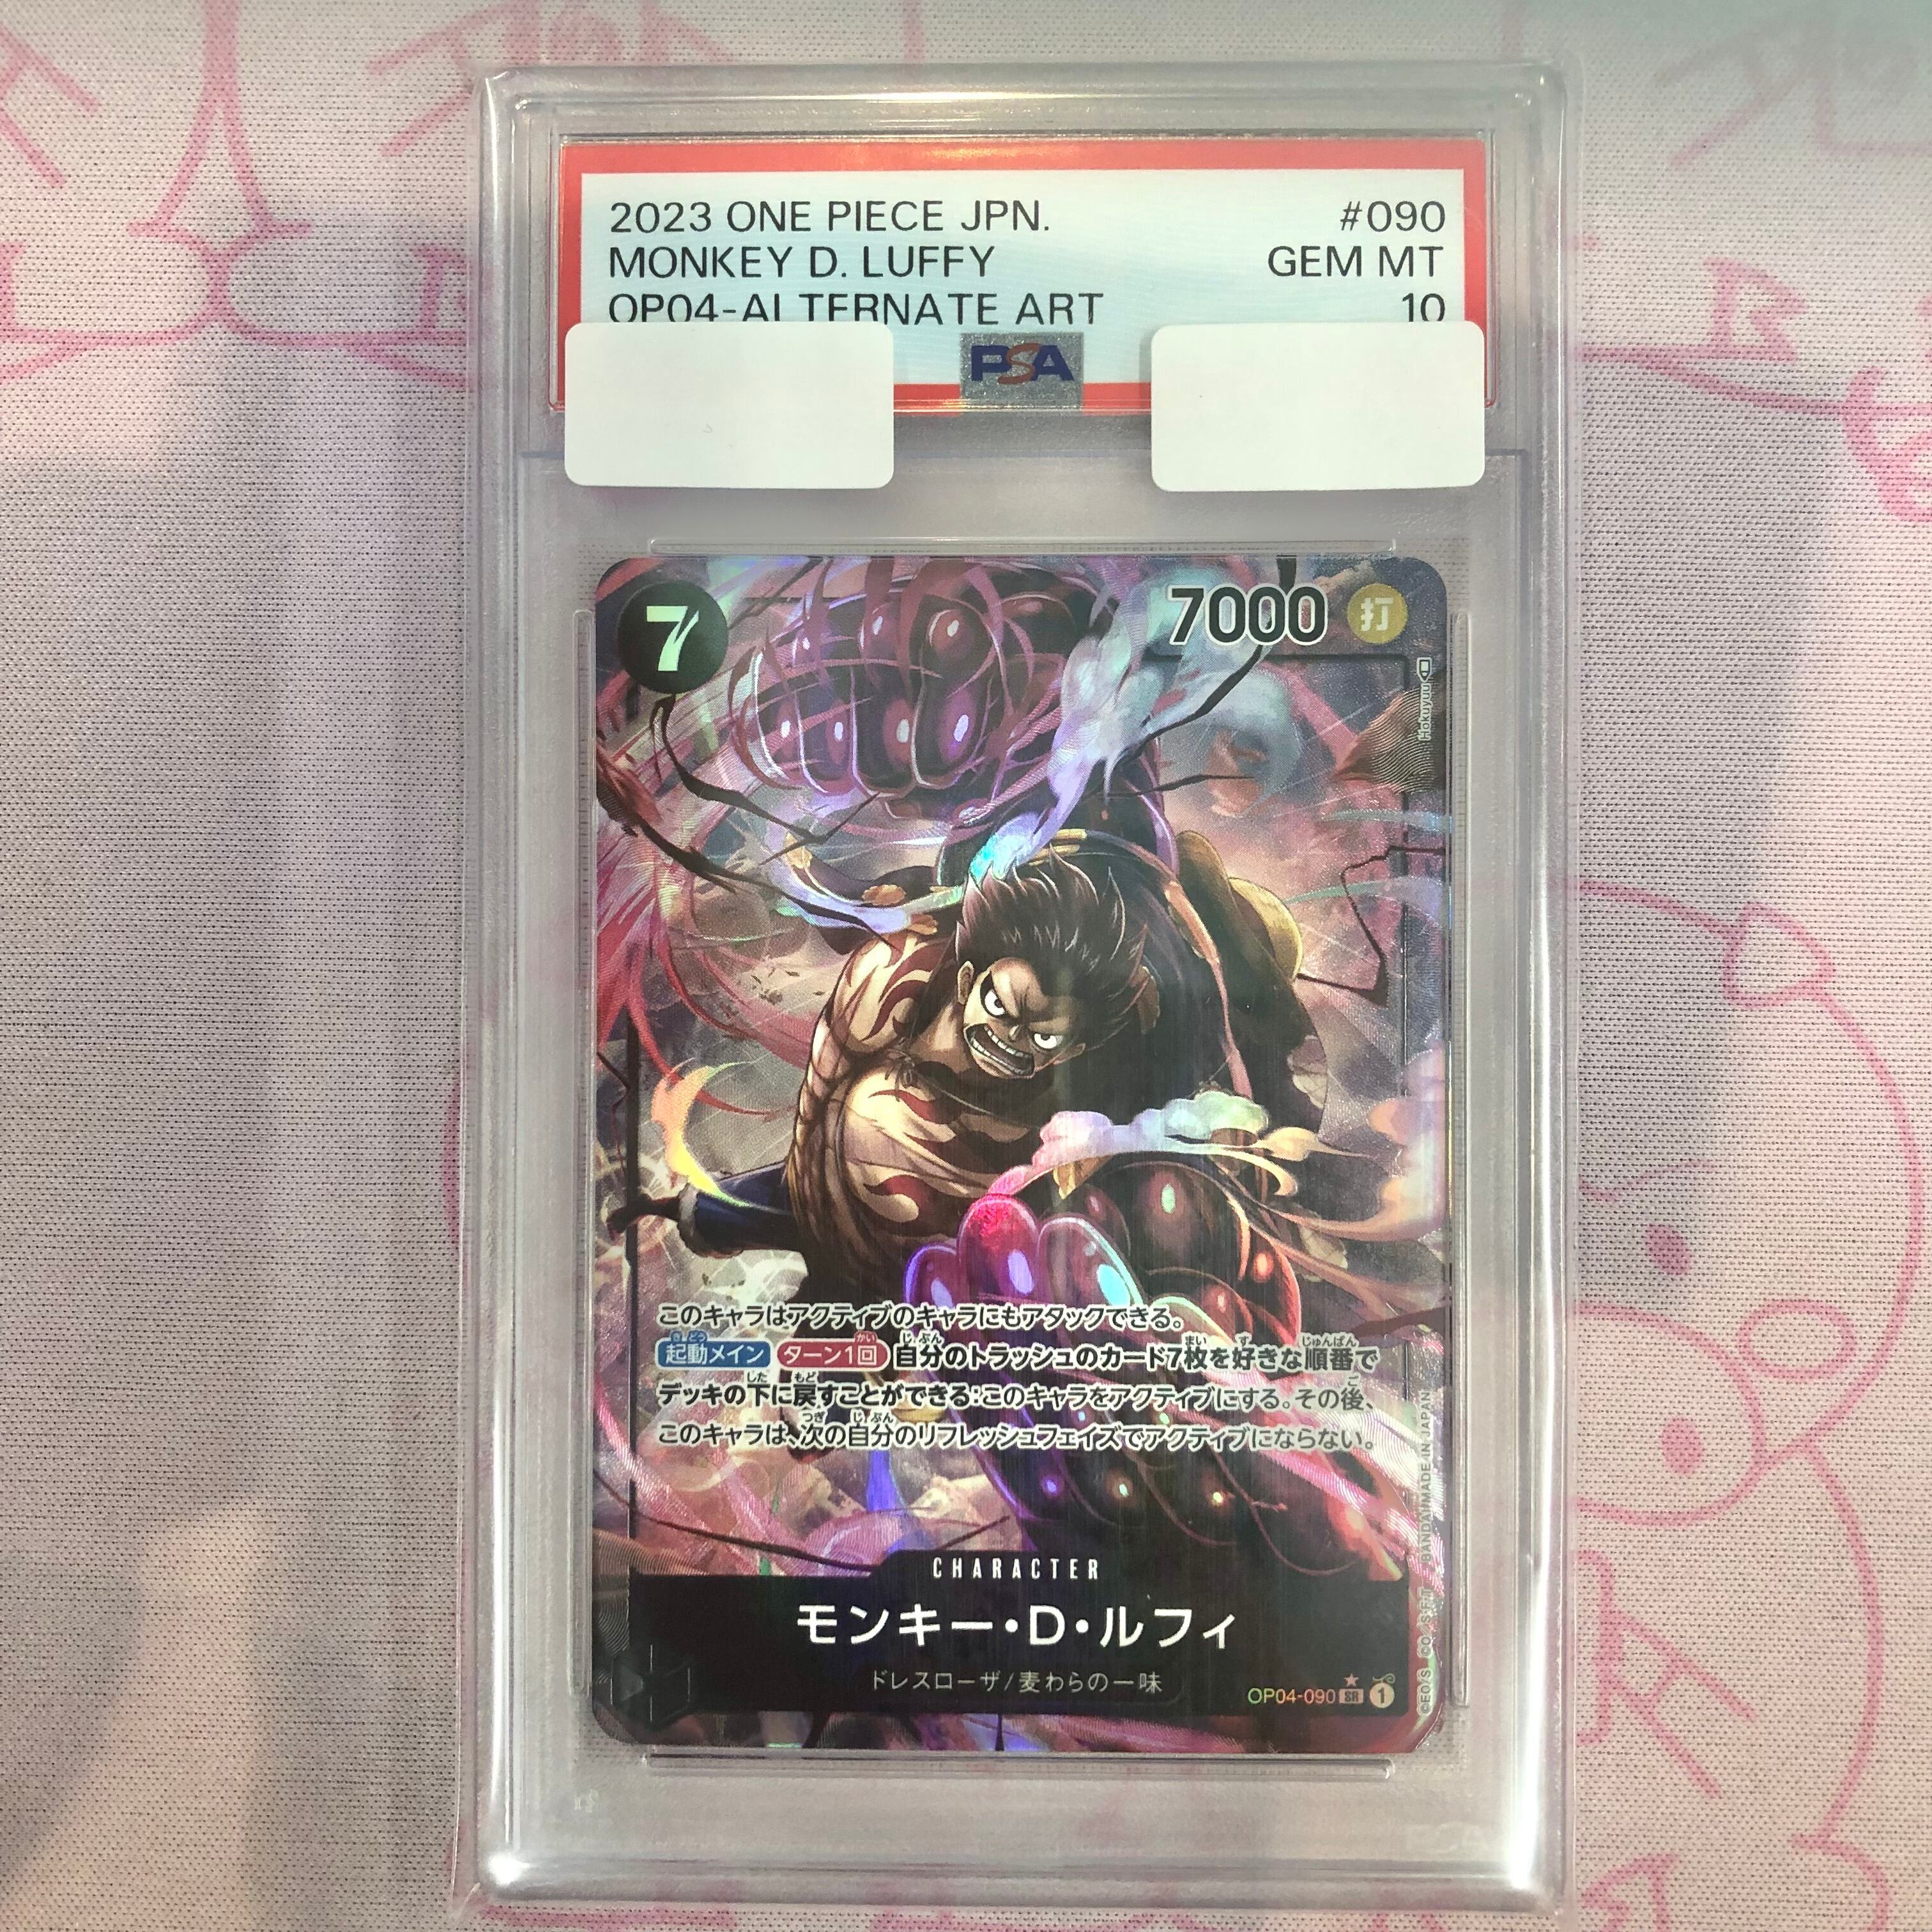 2023 ONE PIECE JPN. #090
MONKEY D. LUFFY GEM MT
OP04-ALTERNATE ART 10
PSA
7 7000 打
Hokuyuu
このキャラはアクティブのキャラにもアタックできる。
起動メイン ターン1回 自分のトラッシュのカード7枚を好きな順番で
デッキの下に戻すことができる:このキャラをアクティブにする。その後、
このキャラは、次の自分のリフレッシュフェイズでアクティブにならない。
CHARACTER
モンキー・D・ルフィ
ドレスローザ/麦わらの一味
OP04-090 SR 1
©EO/S. CO. S.F.T BANDAI MADE IN JAPAN